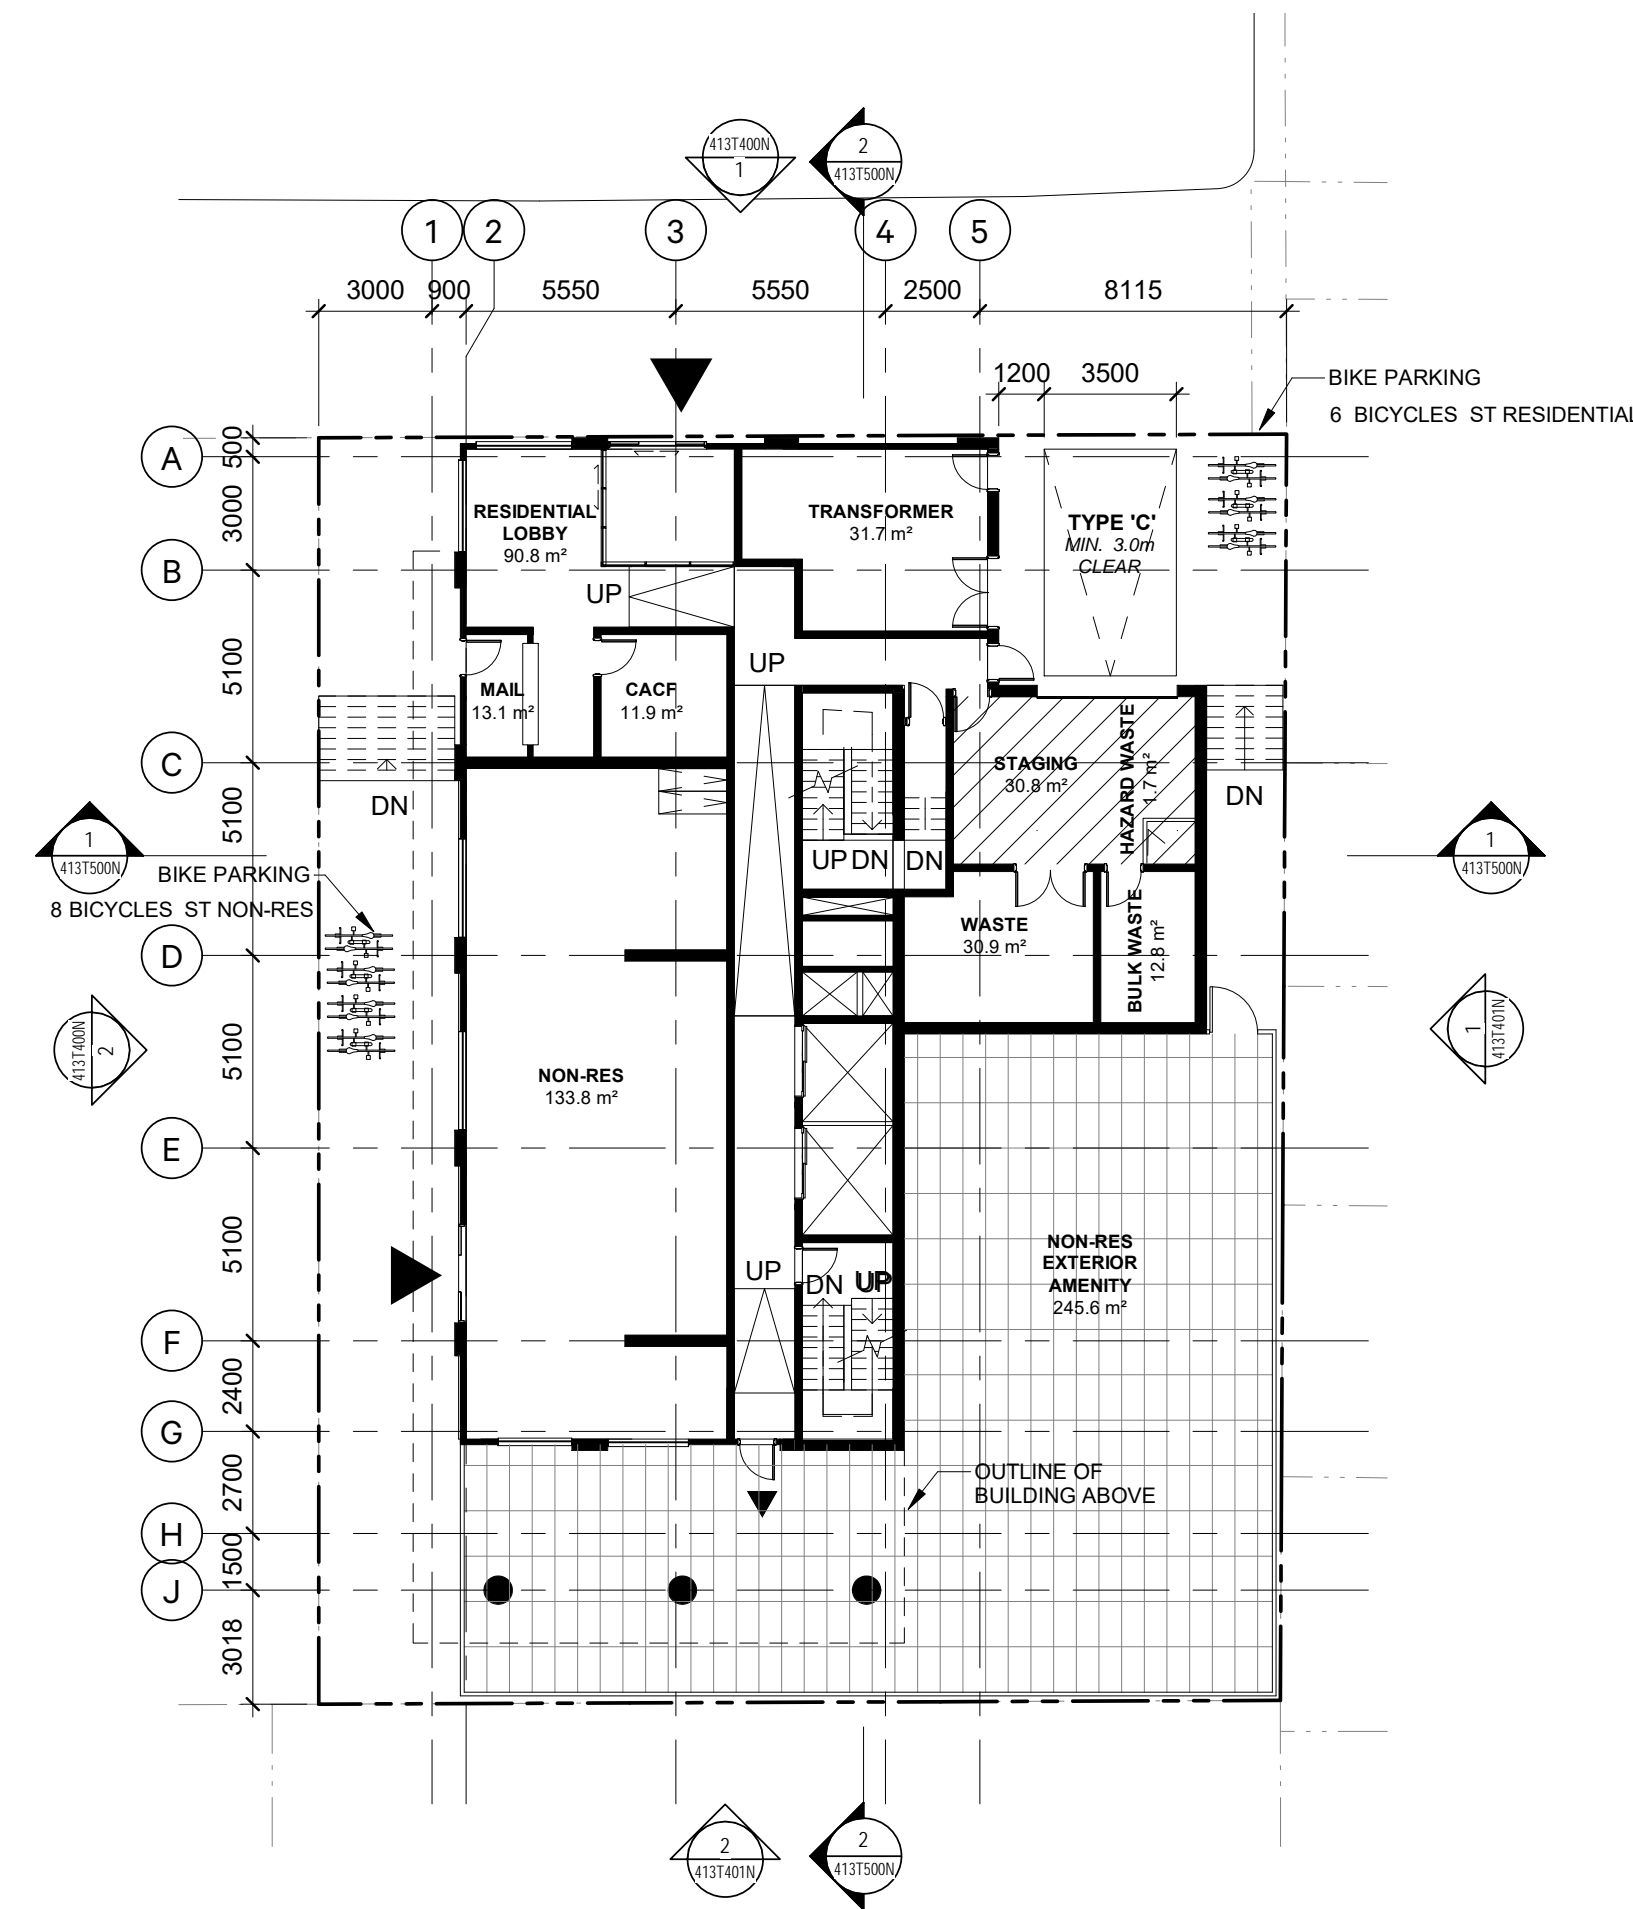 413T400N
1
2
413T500N
1
2
3
4
5
3000
900
5550
5550
2500
8115
1200
3500
BIKE PARKING
6 BICYCLES ST RESIDENTIAL
A
500
3000
RESIDENTIAL
LOBBY
90.8 m²
TRANSFORMER
31.7 m²
TYPE 'C'
MIN. 3.0m
CLEAR
B
UP
5100
UP
MAIL
13.1 m²
CACF
11.9 m²
C
STAGING
30.8 m²
HAZARD WASTE
1.7 m²
DN
DN
5100
1
413T500N
1
413T500N
UP
DN
DN
BIKE PARKING
8 BICYCLES ST NON-RES
WASTE
30.9 m²
BULK WASTE
12.8 m²
D
413T400N
2
1
413T401N
5100
NON-RES
133.8 m²
E
5100
NON-RES
EXTERIOR
AMENITY
245.6 m²
UP
DN
UP
F
2400
G
OUTLINE OF
BUILDING ABOVE
2700
H
1500
J
3018
2
413T401N
2
413T500N